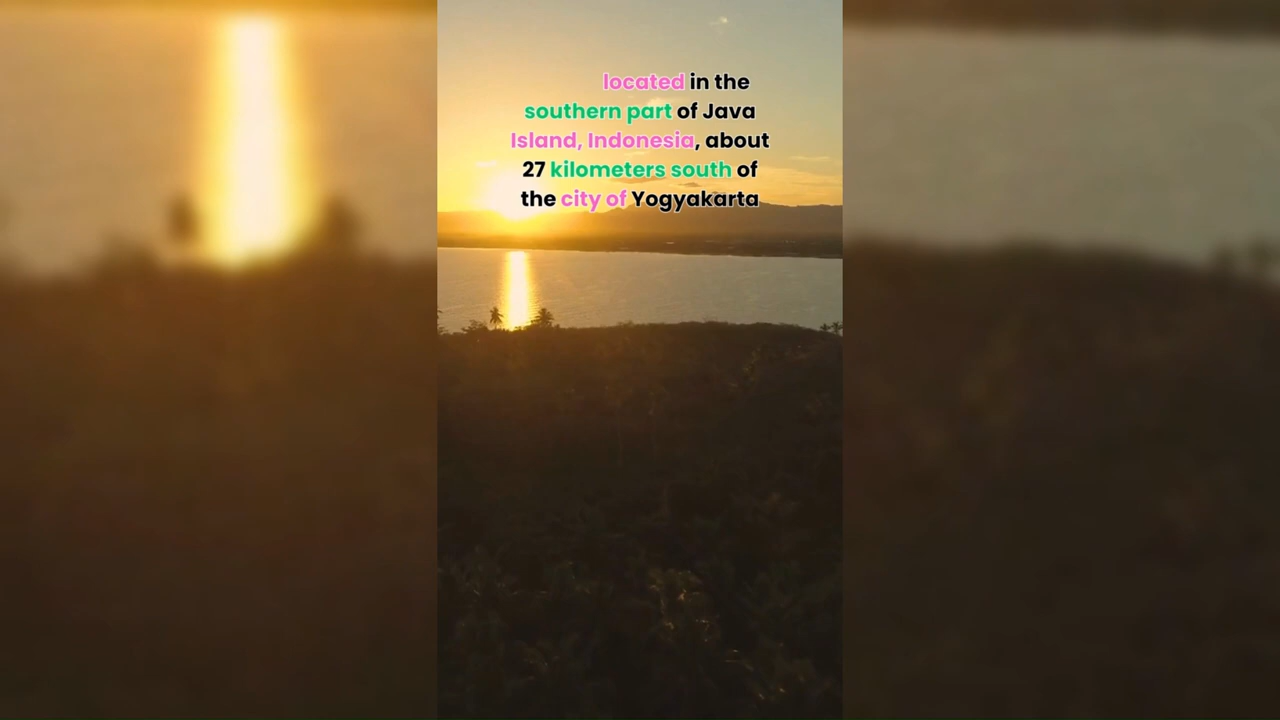 located in the
southern part of Java
Island, Indonesia, about
27 kilometers south of
the city of Yogyakarta